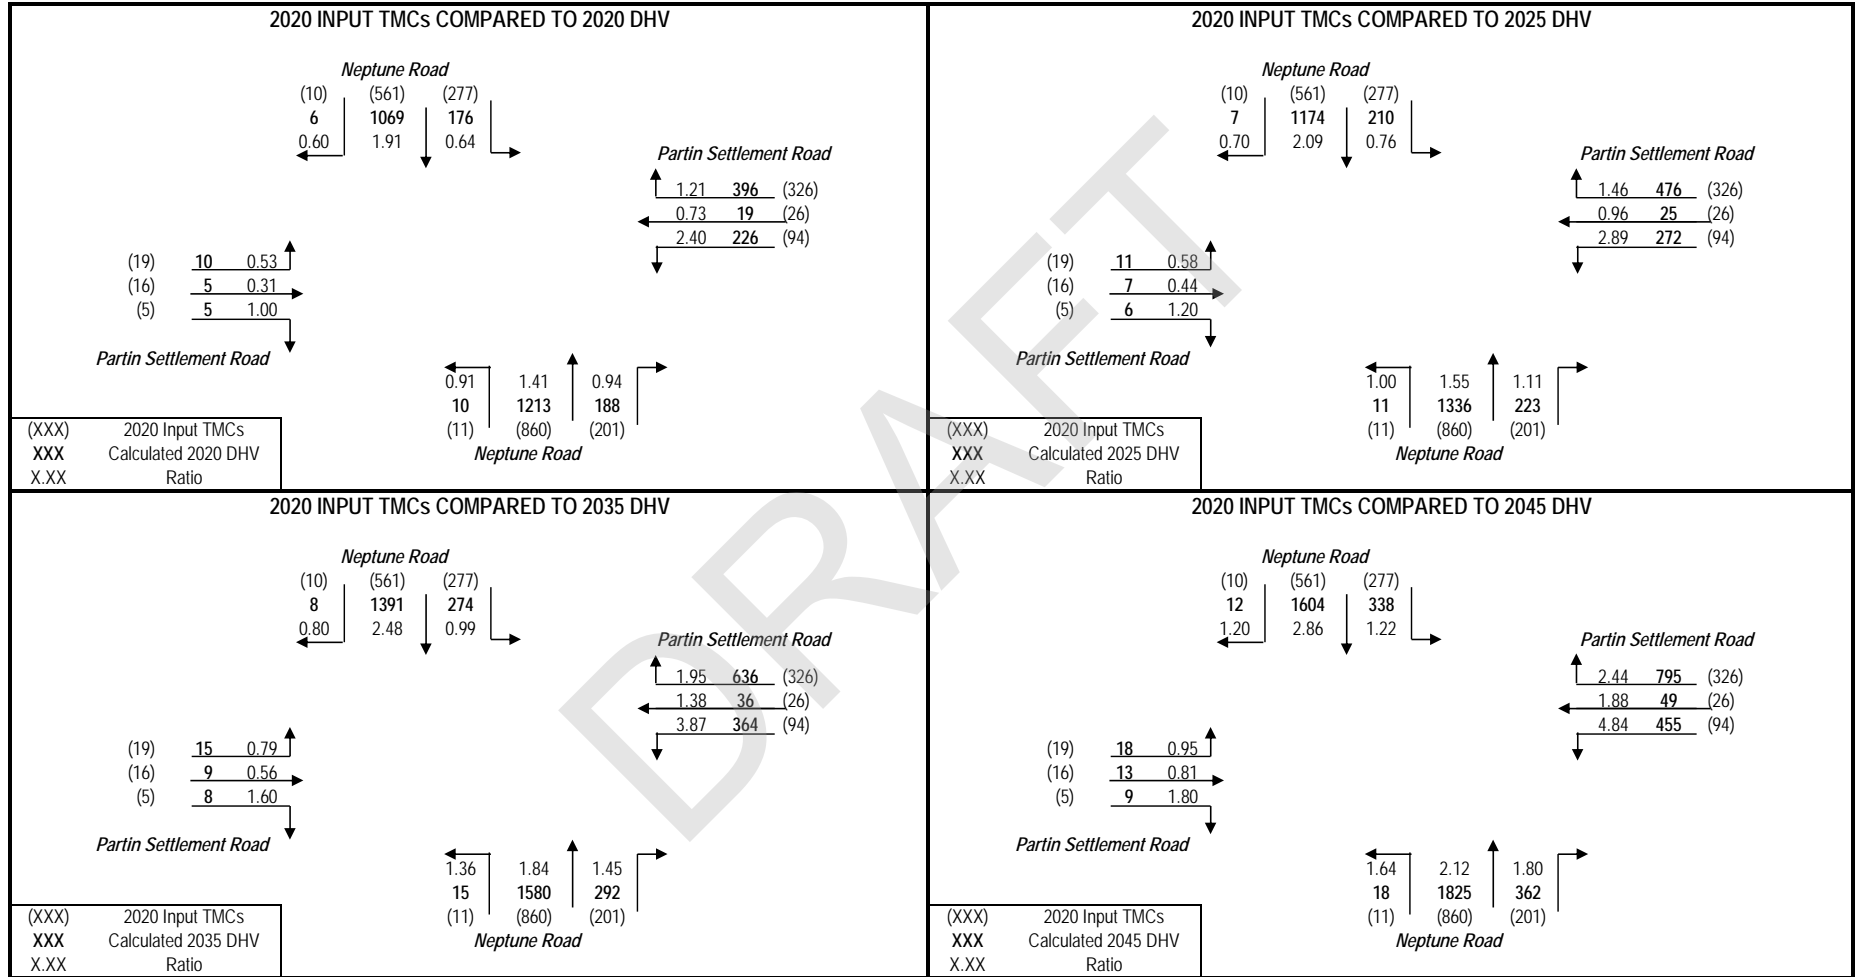 2020 INPUT TMCs COMPARED TO 2020 DHV
Neptune Road
(10) (561) (277)
6 1069 176
0.60 1.91 0.64
Partin Settlement Road
1.21 396 (326)
0.73 19 (26)
2.40 226 (94)
(19) 10 0.53
(16) 5 0.31
(5) 5 1.00
Partin Settlement Road
0.91 1.41 0.94
10 1213 188
(11) (860) (201)
Neptune Road
(XXX) 2020 Input TMCs
XXX Calculated 2020 DHV
X.XX Ratio
2020 INPUT TMCs COMPARED TO 2025 DHV
Neptune Road
(10) (561) (277)
7 1174 210
0.70 2.09 0.76
Partin Settlement Road
1.46 476 (326)
0.96 25 (26)
2.89 272 (94)
(19) 11 0.58
(16) 7 0.44
(5) 6 1.20
Partin Settlement Road
1.00 1.55 1.11
11 1336 223
(11) (860) (201)
Neptune Road
(XXX) 2020 Input TMCs
XXX Calculated 2025 DHV
X.XX Ratio
2020 INPUT TMCs COMPARED TO 2035 DHV
Neptune Road
(10) (561) (277)
8 1391 274
0.80 2.48 0.99
Partin Settlement Road
1.95 636 (326)
1.38 36 (26)
3.87 364 (94)
(19) 15 0.79
(16) 9 0.56
(5) 8 1.60
Partin Settlement Road
1.36 1.84 1.45
15 1580 292
(11) (860) (201)
Neptune Road
(XXX) 2020 Input TMCs
XXX Calculated 2035 DHV
X.XX Ratio
2020 INPUT TMCs COMPARED TO 2045 DHV
Neptune Road
(10) (561) (277)
12 1604 338
1.20 2.86 1.22
Partin Settlement Road
2.44 795 (326)
1.88 49 (26)
4.84 455 (94)
(19) 18 0.95
(16) 13 0.81
(5) 9 1.80
Partin Settlement Road
1.64 2.12 1.80
18 1825 362
(11) (860) (201)
Neptune Road
(XXX) 2020 Input TMCs
XXX Calculated 2045 DHV
X.XX Ratio
DRAFT